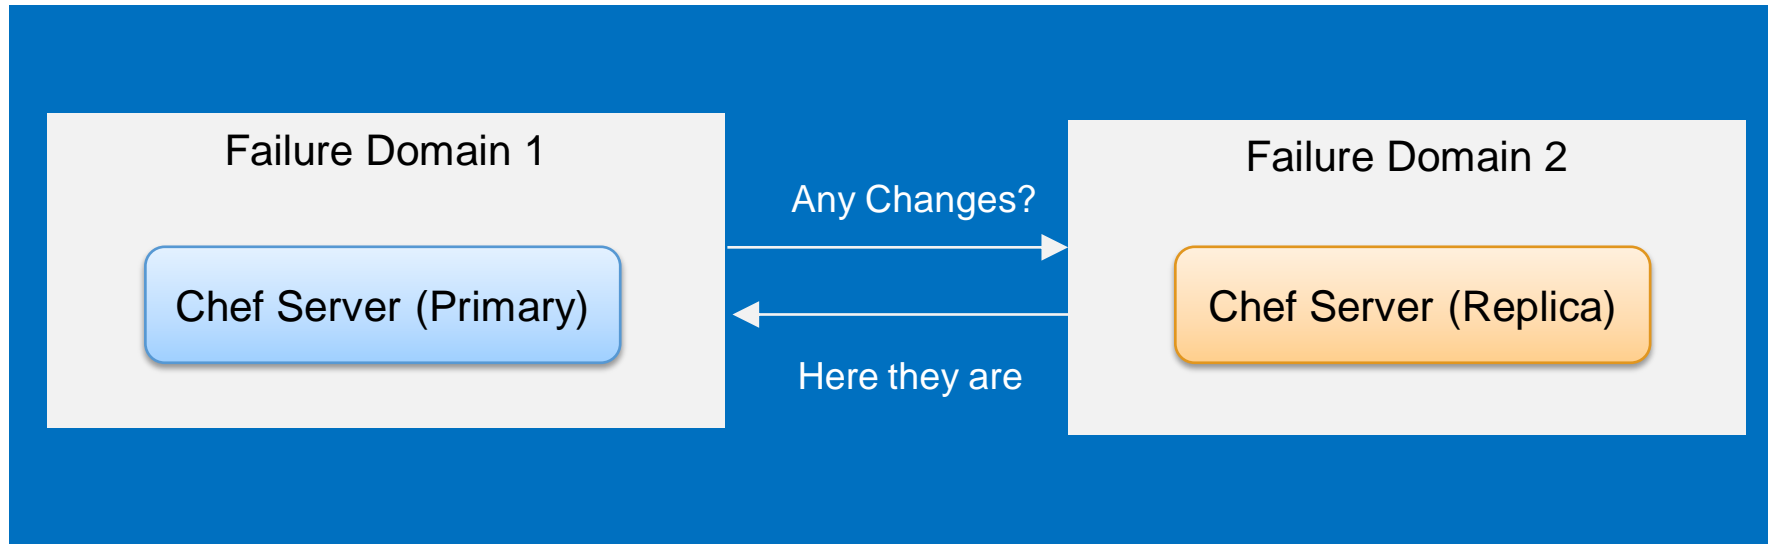 Failure Domain 1
Chef Server (Primary)
Any Changes?
Here they are
Failure Domain 2
Chef Server (Replica)